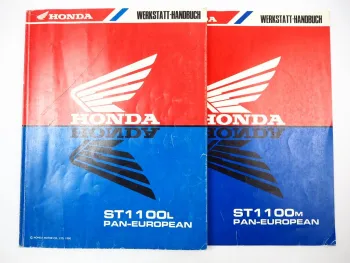 HONDA WERKSTATT-HANDBUCH
HONDA
HONDA
ST1100L
PAN-EUROPEAN
HONDA WERKSTATT-HANDBUCH
HONDA
HONDA
ST1100M
PAN-EUROPEAN